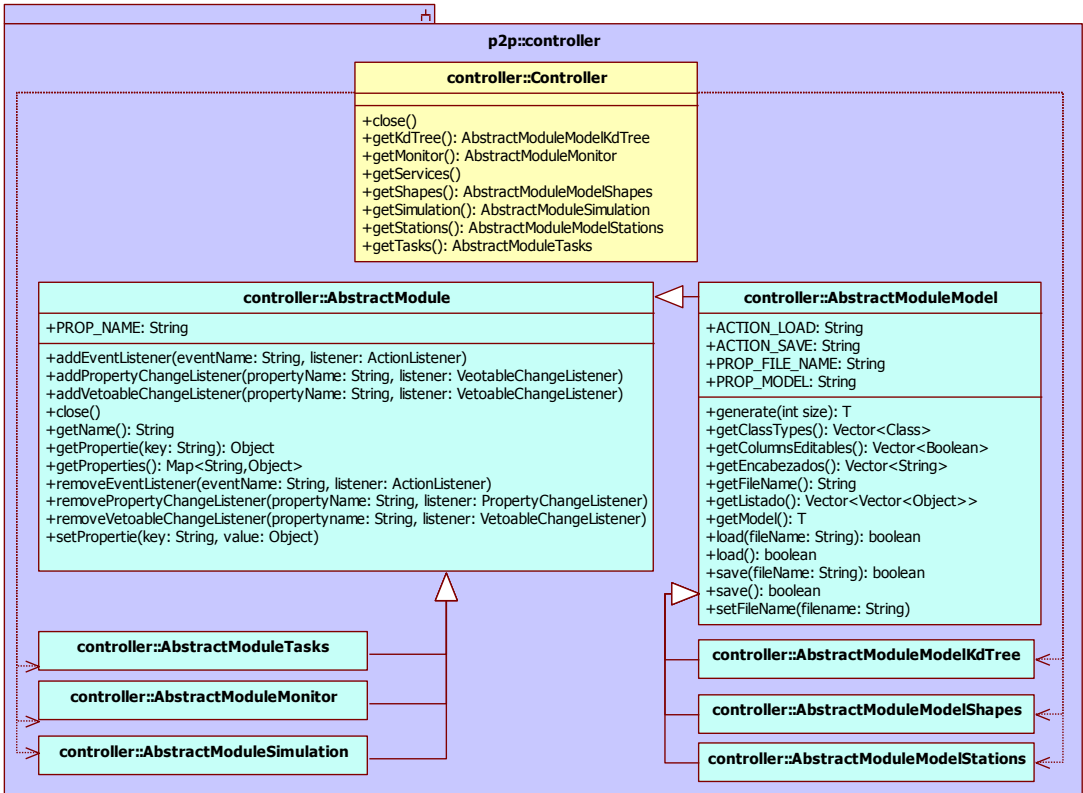 p2p::controller
controller::Controller
+close()
+getKdTree(): AbstractModuleModelKdTree
+getMonitor(): AbstractModuleMonitor
+getServices()
+getShapes(): AbstractModuleModelShapes
+getSimulation(): AbstractModuleSimulation
+getStations(): AbstractModuleModelStations
+getTasks(): AbstractModuleTasks
controller::AbstractModule
+PROP_NAME: String
+addEventListener(eventName: String, listener: ActionListener)
+addPropertyChangeListener(propertyName: String, listener: VeotableChangeListener)
+addVetoableChangeListener(propertyName: String, listener: VetoableChangeListener)
+close()
+getName(): String
+getPropertie(key: String): Object
+getProperties(): Map<String,Object>
+removeEventListener(eventName: String, listener: ActionListener)
+removePropertyChangeListener(propertyName: String, listener: PropertyChangeListener)
+removeVetoableChangeListener(propertyname: String, listener: VetoableChangeListener)
+setPropertie(key: String, value: Object)
controller::AbstractModuleModel
+ACTION_LOAD: String
+ACTION_SAVE: String
+PROP_FILE_NAME: String
+PROP_MODEL: String
+generate(int size): T
+getClassTypes(): Vector<Class>
+getColumnsEditables(): Vector<Boolean>
+getEncabezados(): Vector<String>
+getFileName(): String
+getListado(): Vector<Vector<Object>>
+getModel(): T
+load(fileName: String): boolean
+load(): boolean
+save(fileName: String): boolean
+save(): boolean
+setFileName(filename: String)
controller::AbstractModuleTasks
controller::AbstractModuleMonitor
controller::AbstractModuleSimulation
controller::AbstractModuleModelKdTree
controller::AbstractModuleModelShapes
controller::AbstractModuleModelStations